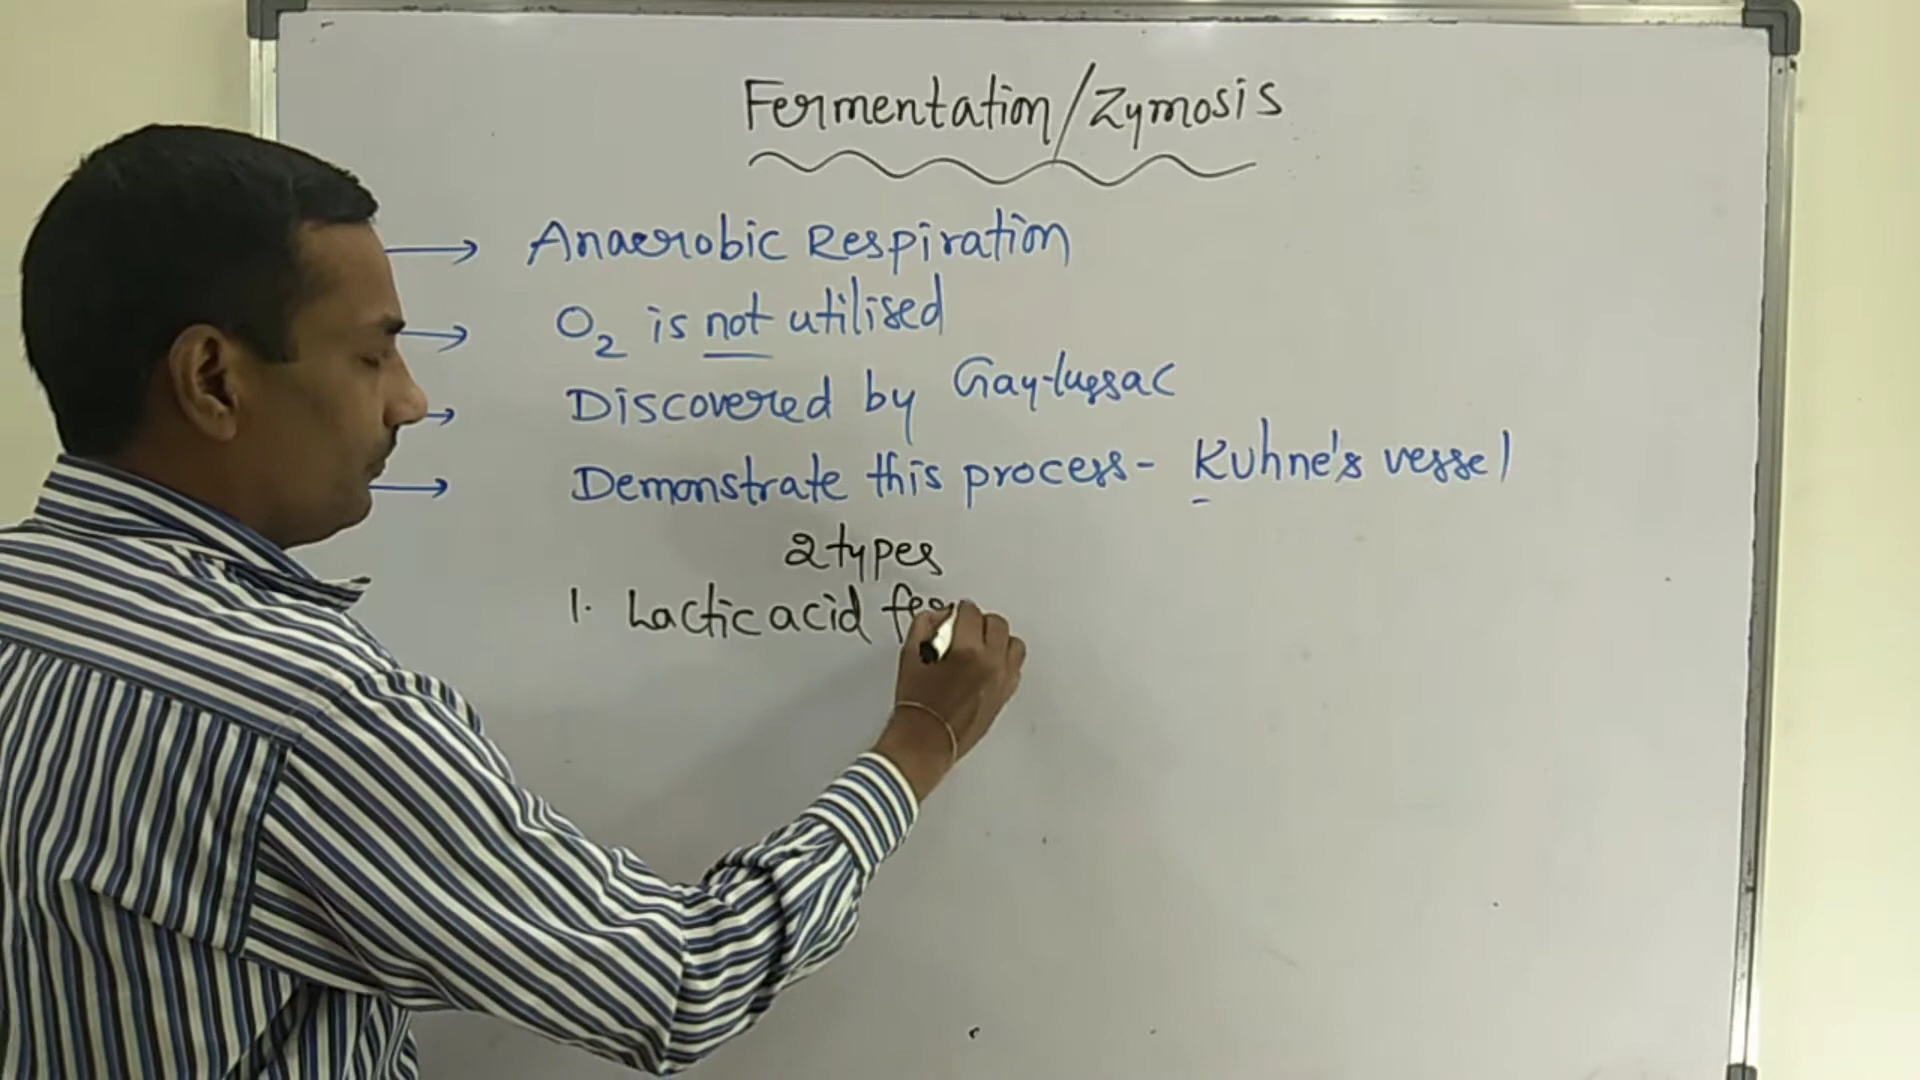 Fermentation/Zymosis
→ Anaerobic Respiration
→ O₂ is not utilised
→ Discovered by Gay-lussac
→ Demonstrate this process- Kuhne's vessel
2 types
1. Lactic acid